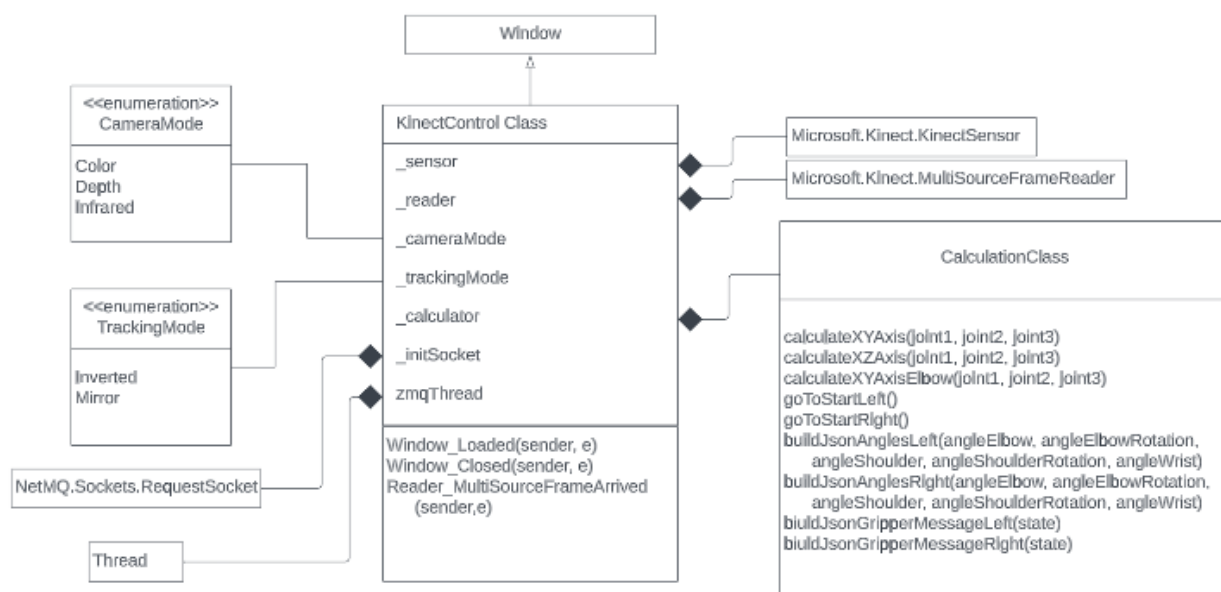 Window
<<enumeration>>
CameraMode
Color
Depth
Infrared
<<enumeration>>
TrackingMode
Inverted
Mirror
NetMQ.Sockets.RequestSocket
Thread
KinectControl Class
_sensor
_reader
_cameraMode
_trackingMode
_calculator
_initSocket
zmqThread
Window_Loaded(sender, e)
Window_Closed(sender, e)
Reader_MultiSourceFrameArrived
(sender,e)
Microsoft.Kinect.KinectSensor
Microsoft.Kinect.MultiSourceFrameReader
CalculationClass
calculateXYAxis(joint1, joint2, joint3)
calculateXZAxis(joint1, joint2, joint3)
calculateXYAxisElbow(joint1, joint2, joint3)
goToStartLeft()
goToStartRight()
buildJsonAnglesLeft(angleElbow, angleElbowRotation,
angleShoulder, angleShoulderRotation, angleWrist)
buildJsonAnglesRight(angleElbow, angleElbowRotation,
angleShoulder, angleShoulderRotation, angleWrist)
biuldJsonGripperMessageLeft(state)
biuldJsonGripperMessageRight(state)